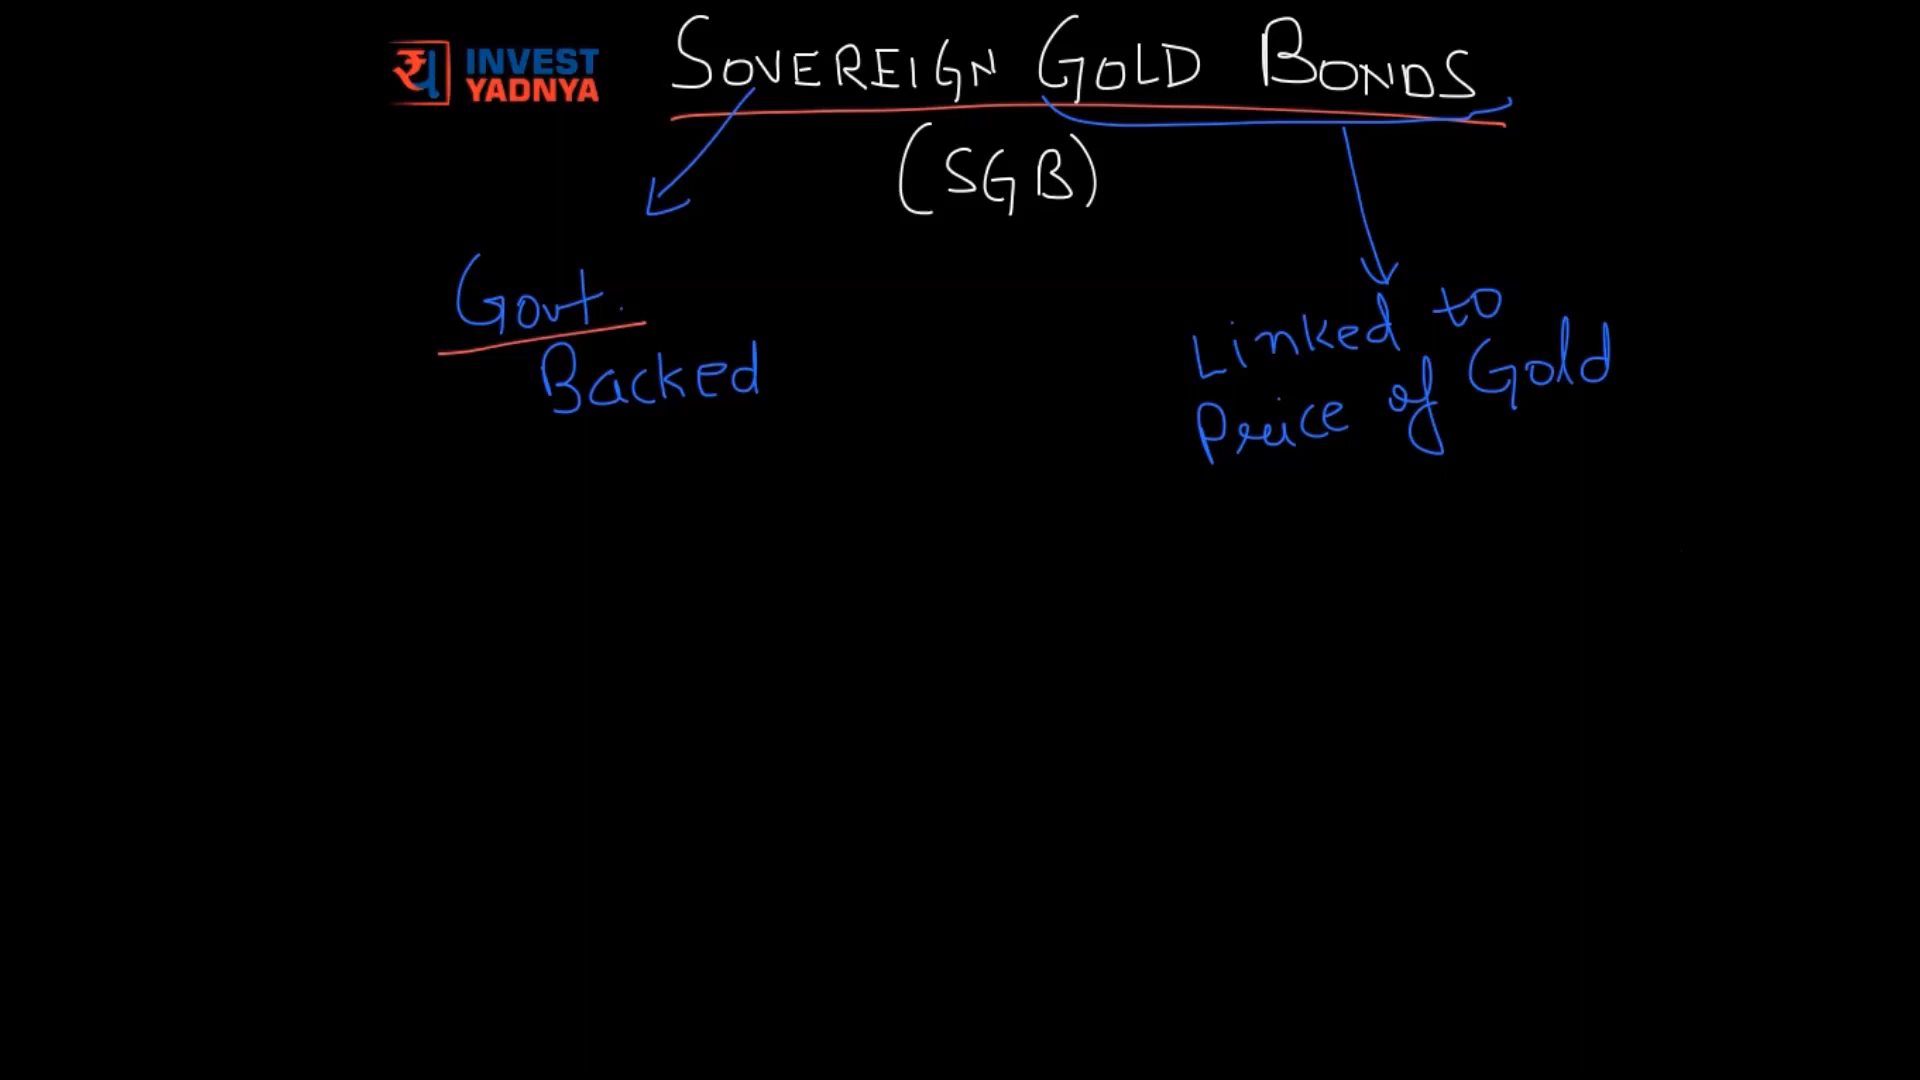 INVEST
YADNYA
SOVEREIGN GOLD BONDS
(SGB)
Govt.
Backed
Linked to
Price of Gold